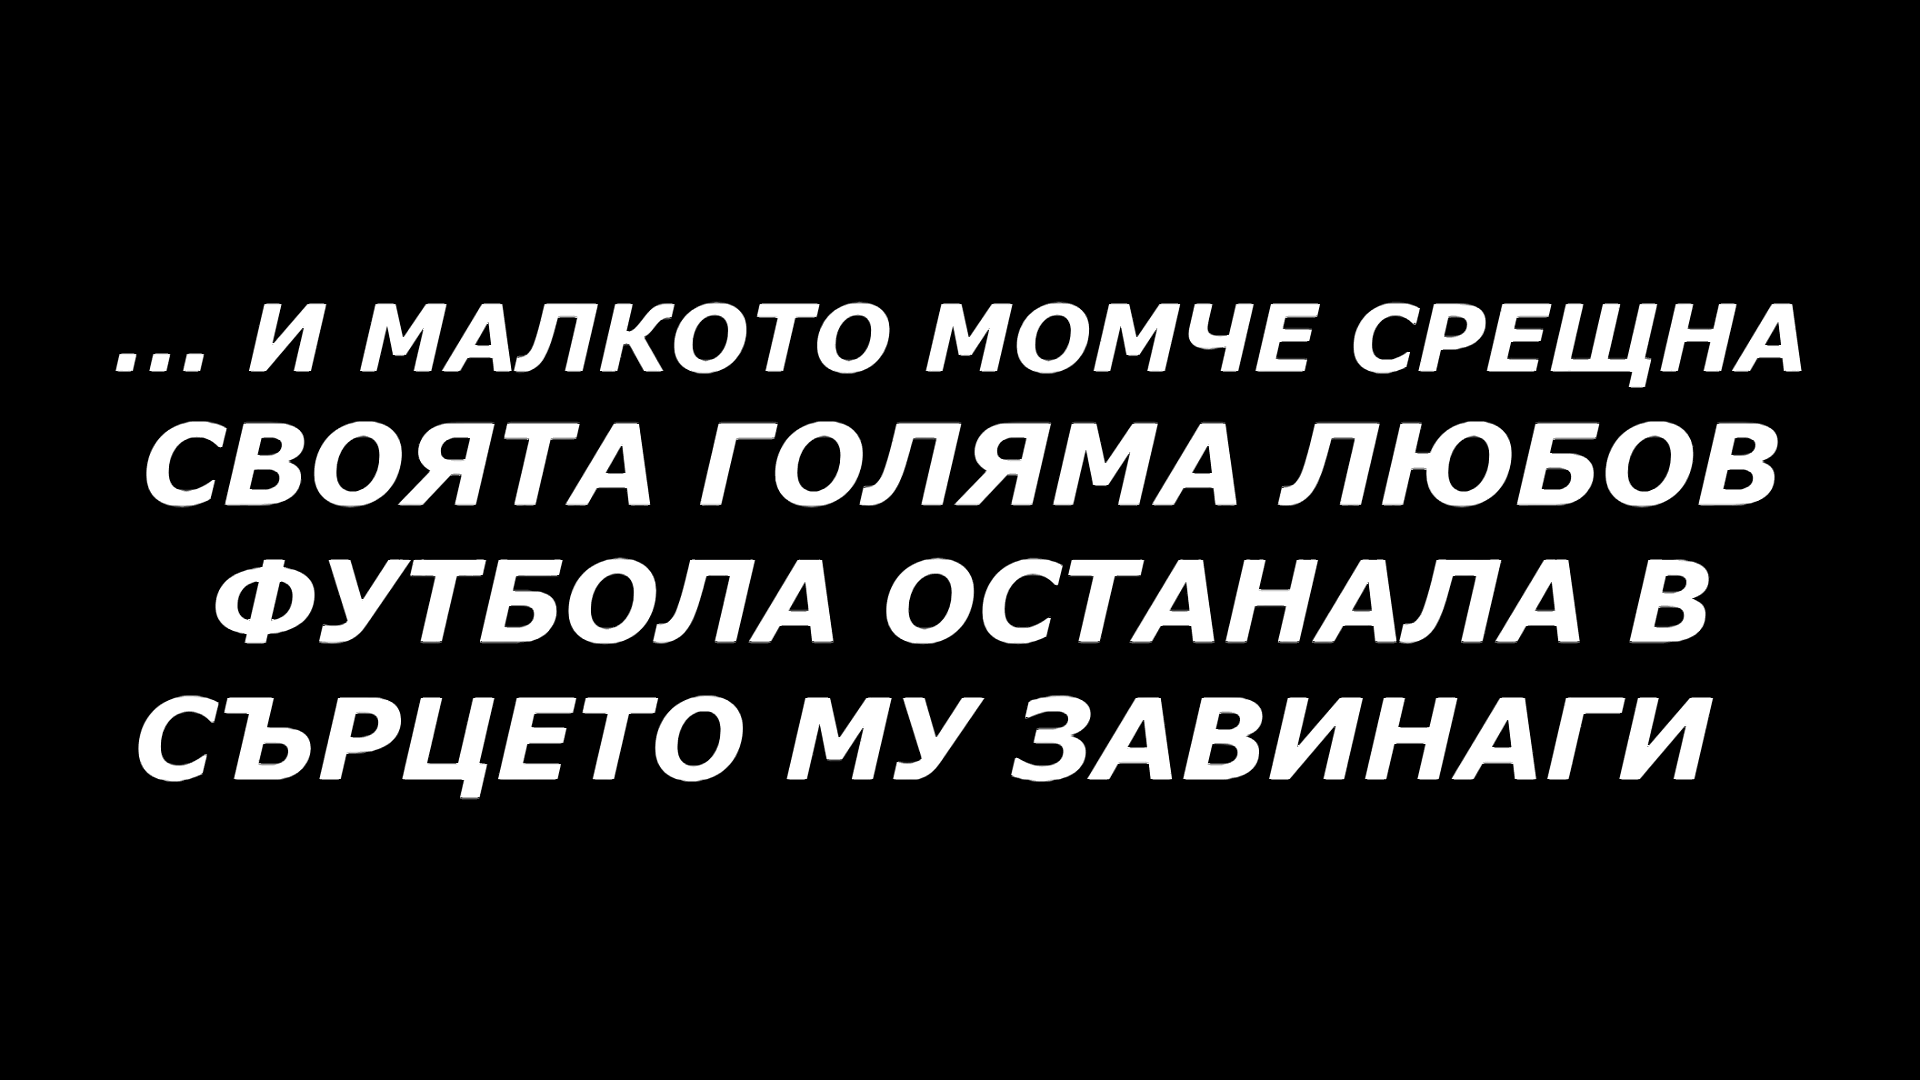 ... И МАЛКОТО МОМЧЕ СРЕЩНА
СВОЯТА ГОЛЯМА ЛЮБОВ
ФУТБОЛА ОСТАНАЛА В
СЪРЦЕТО МУ ЗАВИНАГИ